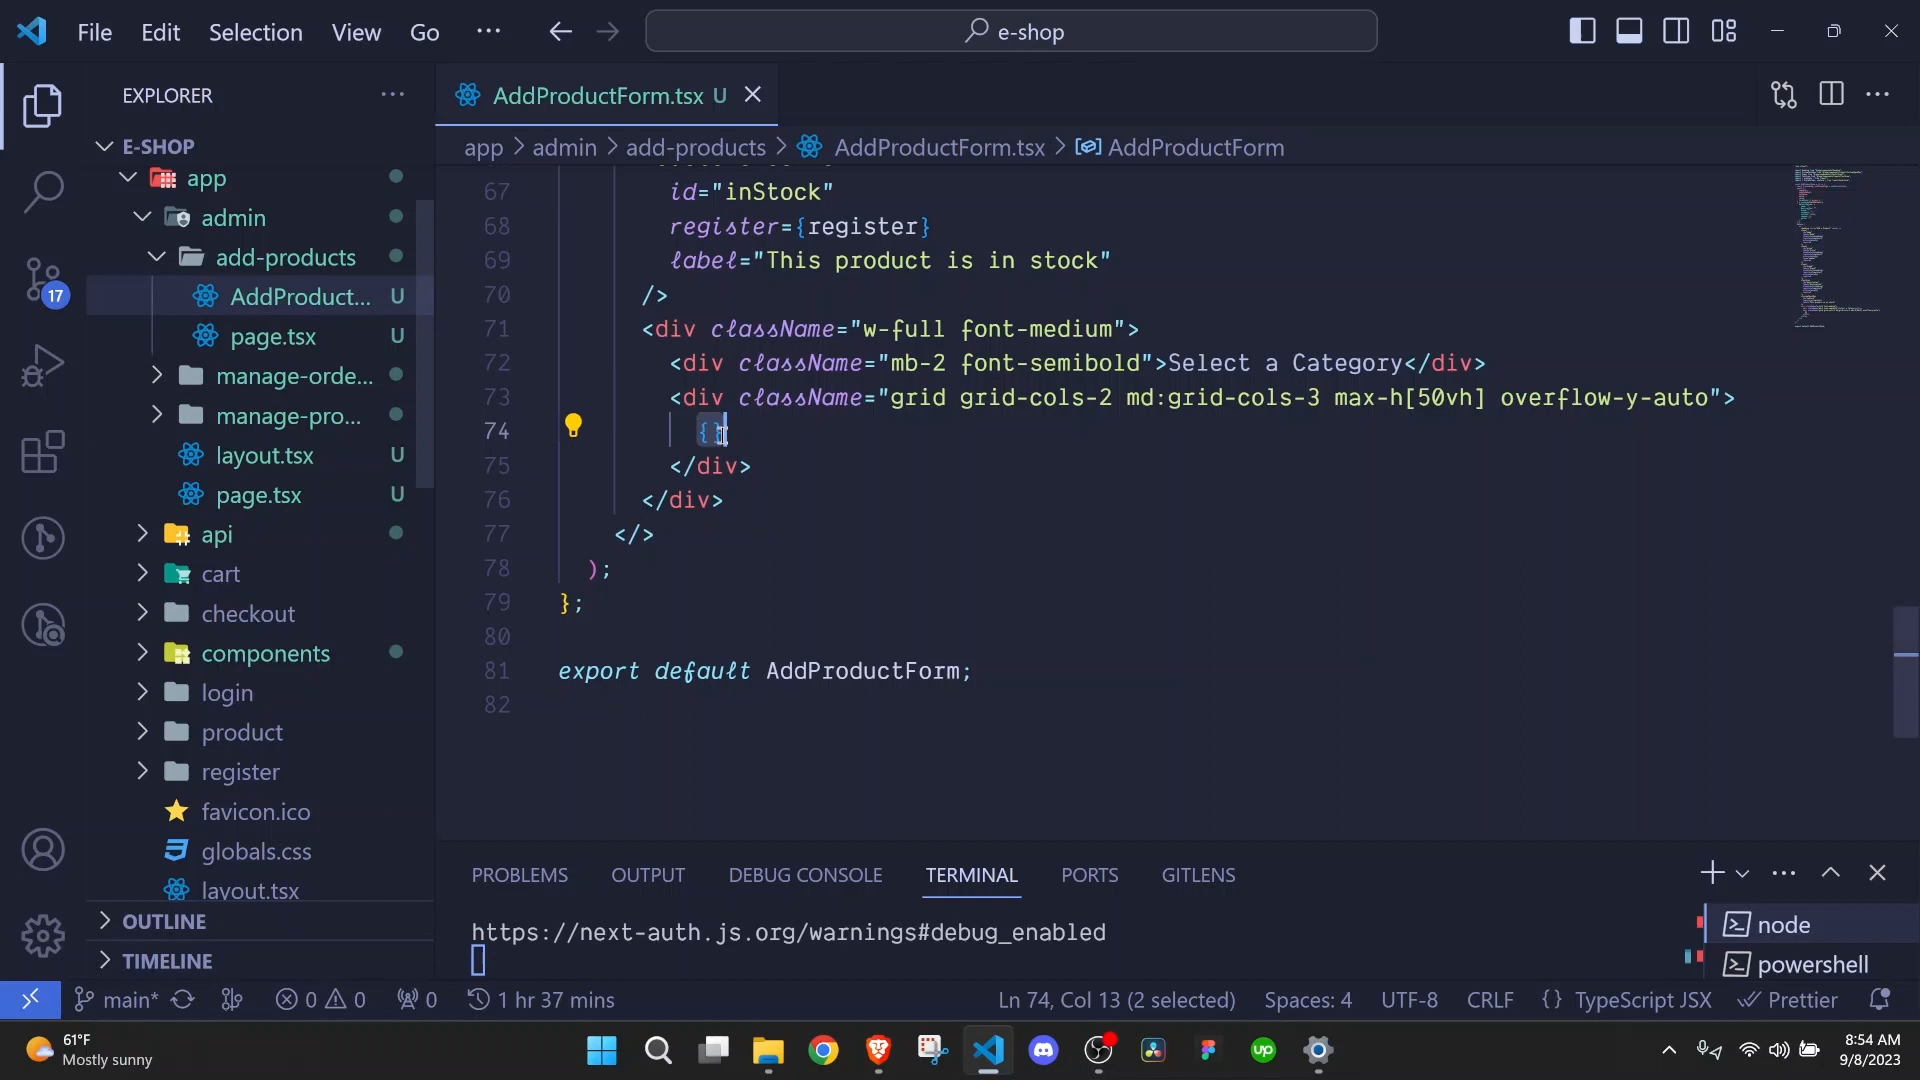 File Edit Selection View Go ··· e-shop
EXPLORER ···
E-SHOP
app
admin
add-products
AddProduct... U
page.tsx U
manage-orde...
manage-pro...
layout.tsx U
page.tsx U
api
cart
checkout
components
login
product
register
favicon.ico
globals.css
layout.tsx
OUTLINE
TIMELINE
17
AddProductForm.tsx U
app > admin > add-products > AddProductForm.tsx > AddProductForm
67 id="inStock"
68 register={register}
69 label="This product is in stock"
70 />
71 <div className="w-full font-medium">
72 <div className="mb-2 font-semibold">Select a Category</div>
73 <div className="grid grid-cols-2 md:grid-cols-3 max-h[50vh] overflow-y-auto">
74 {}
75 </div>
76 </div>
77 </>
78 );
79 };
80
81 export default AddProductForm;
82
PROBLEMS OUTPUT DEBUG CONSOLE TERMINAL PORTS GITLENS
https://next-auth.js.org/warnings#debug_enabled
node
powershell
main* 0 0 0 1 hr 37 mins Ln 74, Col 13 (2 selected) Spaces: 4 UTF-8 CRLF {} TypeScript JSX Prettier
61°F
Mostly sunny
up
8:54 AM
9/8/2023